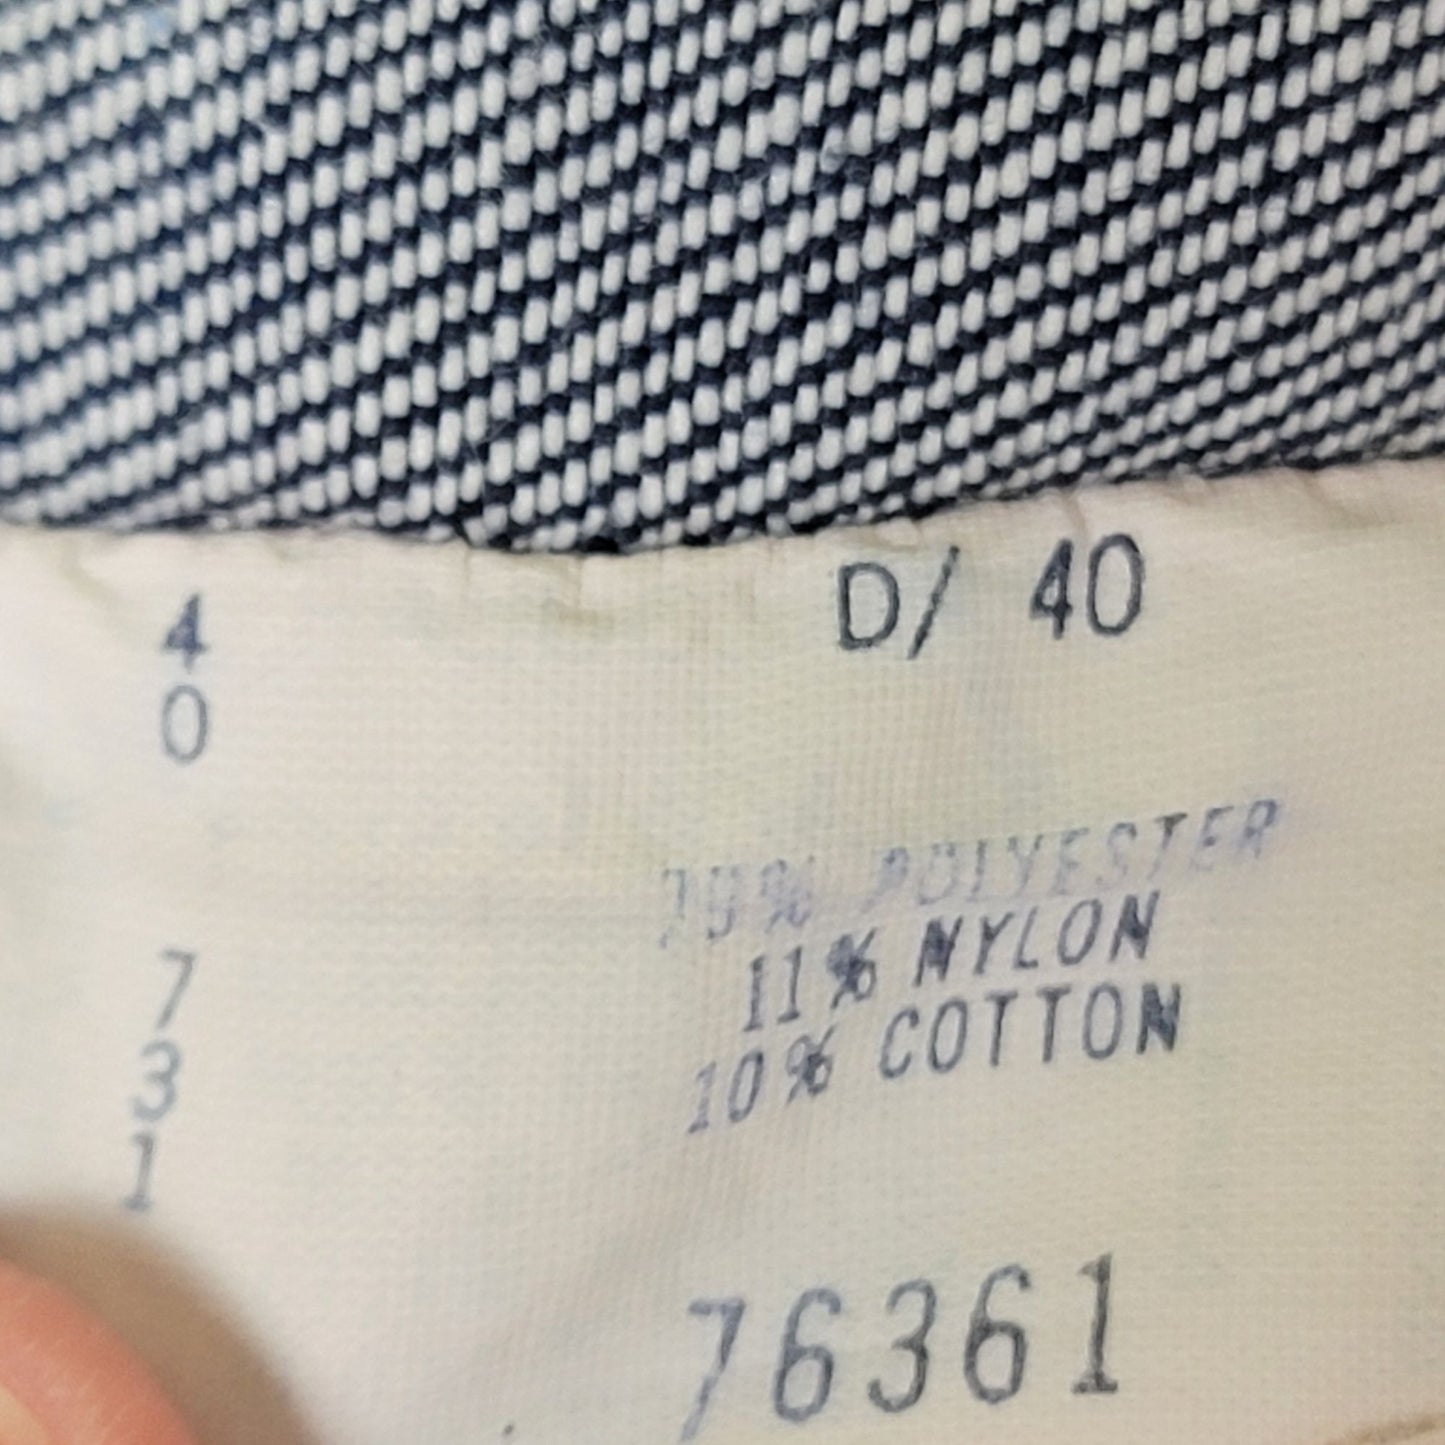 4
0
7
3
1
D/ 40
79% POLYESTER
11% NYLON
10% COTTON
76361